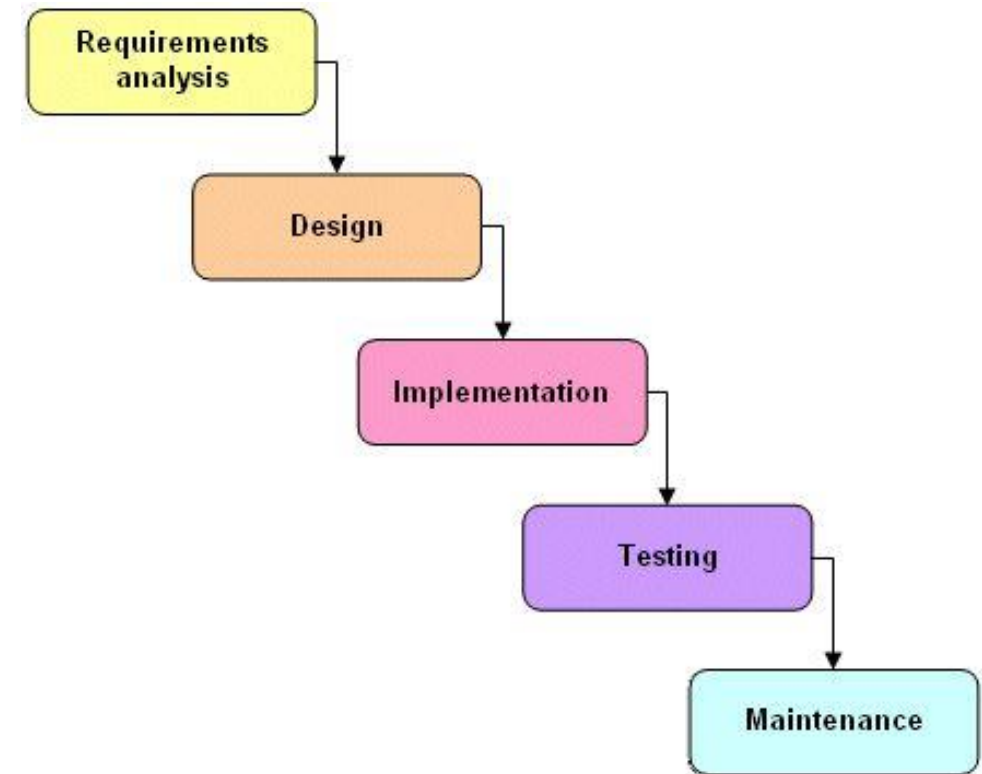 Requirements
analysis
Design
Implementation
Testing
Maintenance